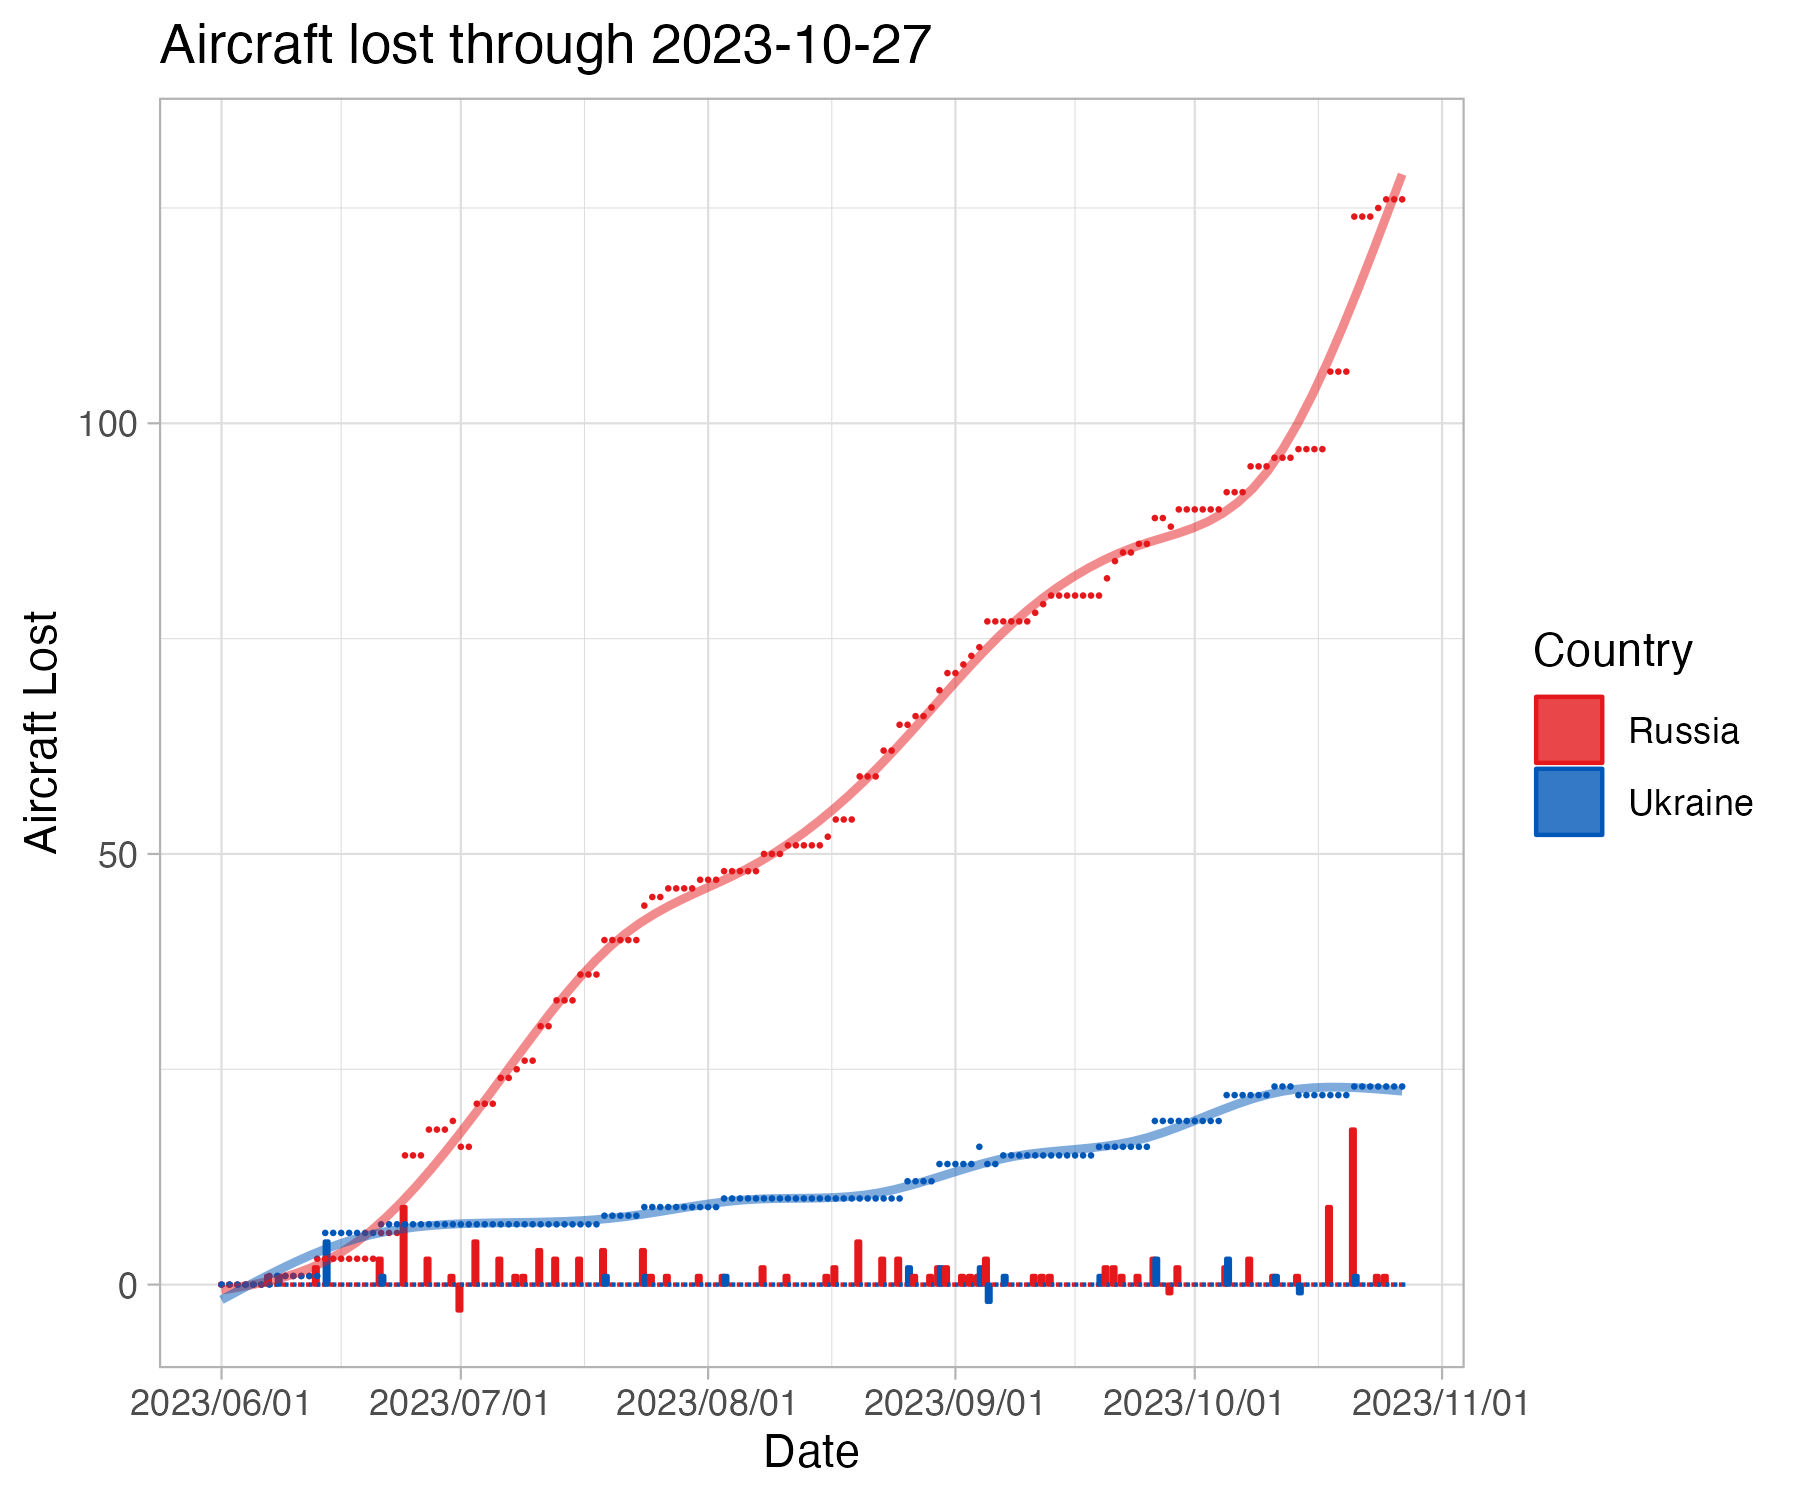 Aircraft lost through 2023-10-27
Aircraft Lost
100
50
0
2023/06/01
2023/07/01
2023/08/01
2023/09/01
2023/10/01
2023/11/01
Date
Country
Russia
Ukraine